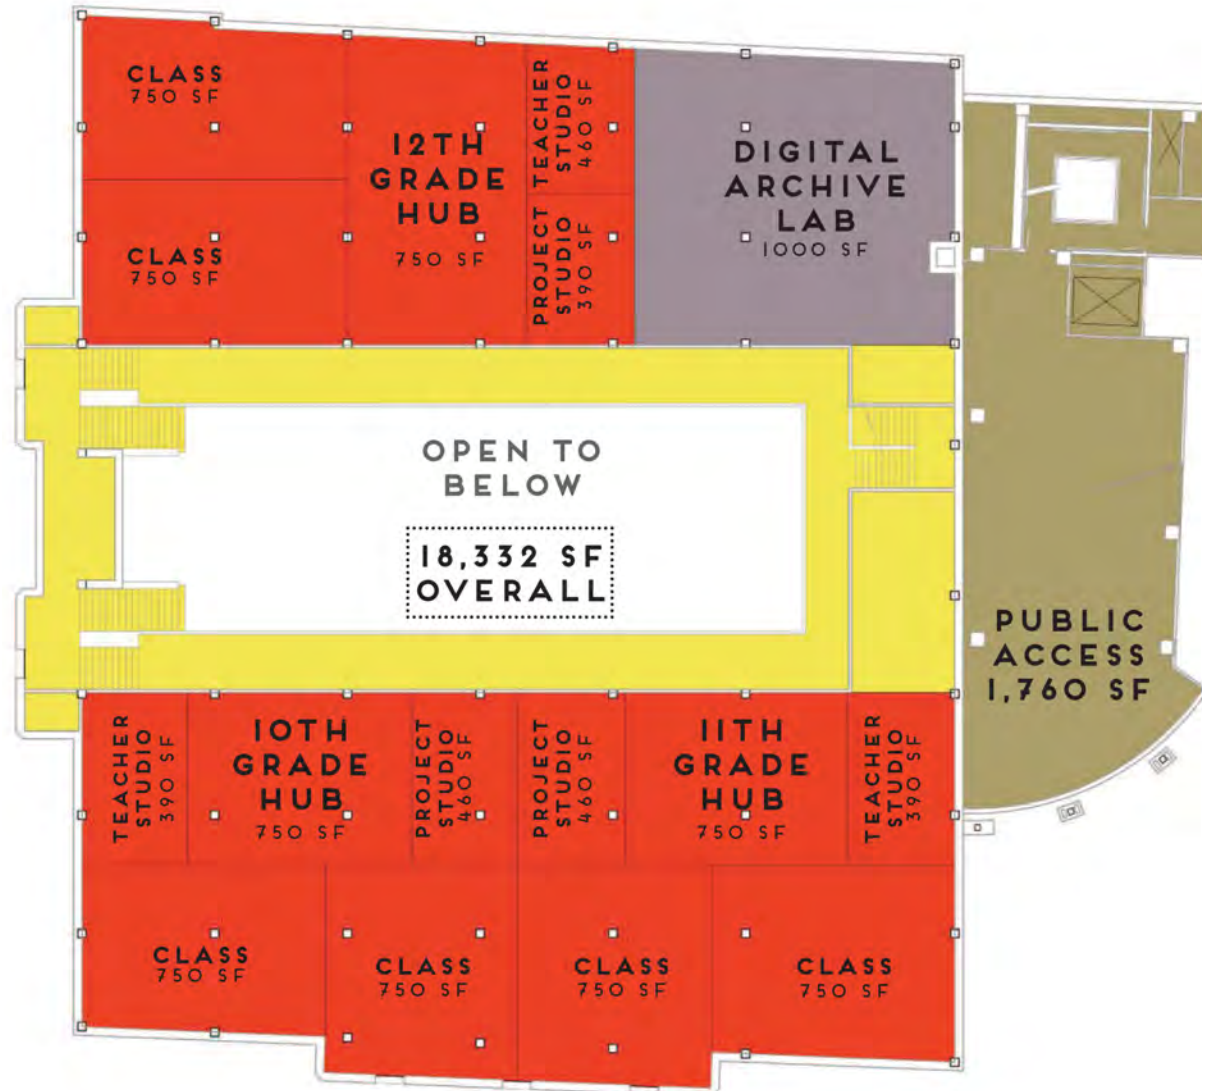 CLASS
750 SF
CLASS
750 SF
12TH
GRADE
HUB
750 SF
TEACHER
STUDIO
460 SF
PROJECT
STUDIO
390 SF
DIGITAL
ARCHIVE
LAB
1000 SF
OPEN TO
BELOW
18,332 SF
OVERALL
PUBLIC
ACCESS
1,760 SF
TEACHER
STUDIO
390 SF
10TH
GRADE
HUB
750 SF
PROJECT
STUDIO
460 SF
PROJECT
STUDIO
460 SF
11TH
GRADE
HUB
750 SF
TEACHER
STUDIO
390 SF
CLASS
750 SF
CLASS
750 SF
CLASS
750 SF
CLASS
750 SF